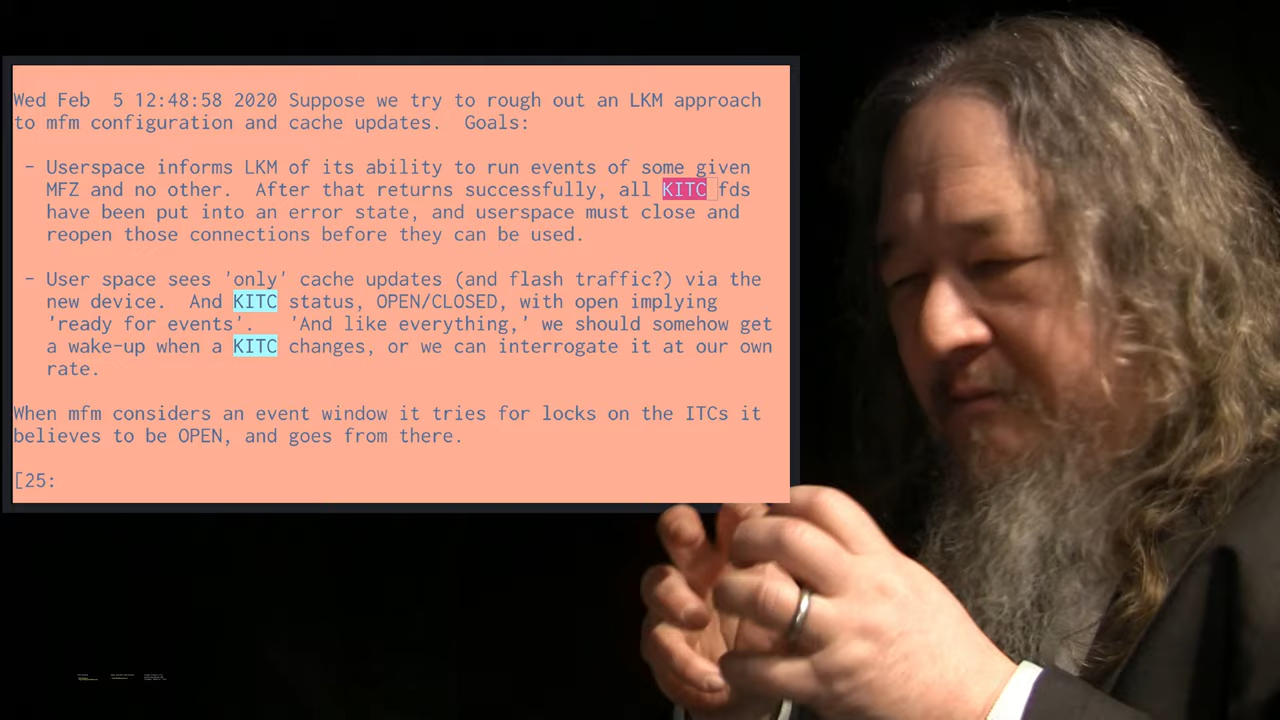 Wed Feb  5 12:48:58 2020 Suppose we try to rough out an LKM approach
to mfm configuration and cache updates.  Goals:
- Userspace informs LKM of its ability to run events of some given
MFZ and no other.  After that returns successfully, all KITC fds
have been put into an error state, and userspace must close and
reopen those connections before they can be used.
- User space sees 'only' cache updates (and flash traffic?) via the
new device.  And KITC status, OPEN/CLOSED, with open implying
'ready for events'.   'And like everything,' we should somehow get
a wake-up when a KITC changes, or we can interrogate it at our own
rate.
When mfm considers an event window it tries for locks on the ITCs it
believes to be OPEN, and goes from there.
[25: